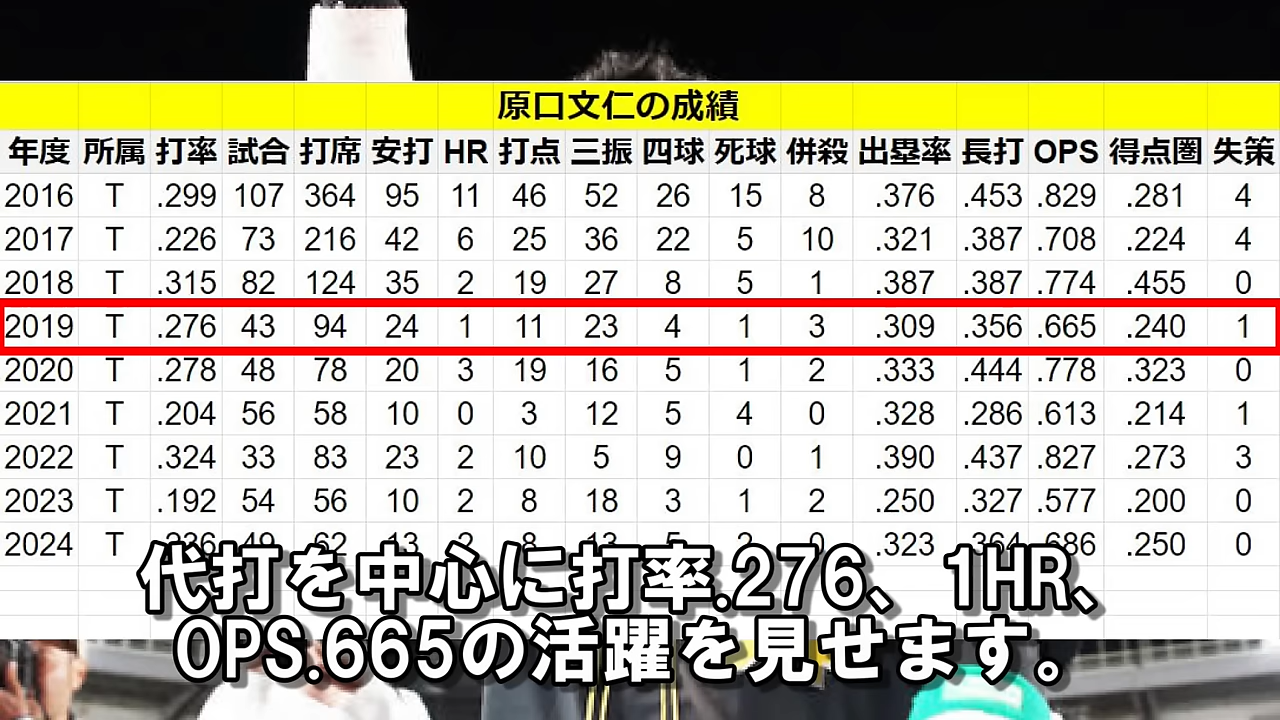 原口文仁の成績
年度 所属 打率 試合 打席 安打 HR 打点 三振 四球 死球 併殺 出塁率 長打 OPS 得点圏 失策
2016 T .299 107 364 95 11 46 52 26 15 8 .376 .453 .829 .281 4
2017 T .226 73 216 42 6 25 36 22 5 10 .321 .387 .708 .224 4
2018 T .315 82 124 35 2 19 27 8 5 1 .387 .387 .774 .455 0
2019 T .276 43 94 24 1 11 23 4 1 3 .309 .356 .665 .240 1
2020 T .278 48 78 20 3 19 16 5 1 2 .333 .444 .778 .323 0
2021 T .204 56 58 10 0 3 12 5 4 0 .328 .286 .613 .214 1
2022 T .324 33 83 23 2 10 5 9 0 1 .390 .437 .827 .273 3
2023 T .192 54 56 10 2 8 18 3 1 2 .250 .327 .577 .200 0
2024 T 62 13 8 13 .323 .364 .686 .250 0
代打を中心に打率.276、1HR、
OPS.665の活躍を見せます。